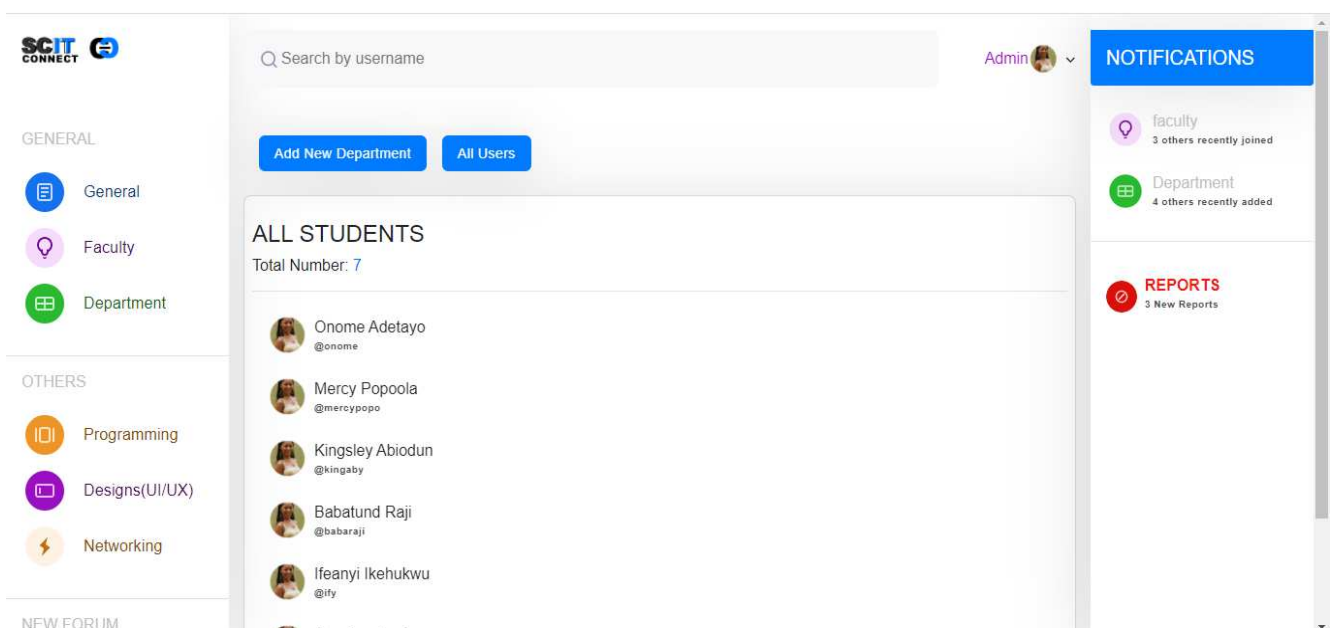 SCIT
CONNECT
GENERAL
General
Faculty
Department
OTHERS
Programming
Designs(UI/UX)
Networking
NEW FORUM
Search by username
Admin
Add New Department
All Users
ALL STUDENTS
Total Number: 7
Onome Adetayo
@onome
Mercy Popoola
@mercypopo
Kingsley Abiodun
@kingaby
Babatund Raji
@babaraji
Ifeanyi Ikehukwu
@ify
NOTIFICATIONS
faculty
3 others recently joined
Department
4 others recently added
REPORTS
3 New Reports